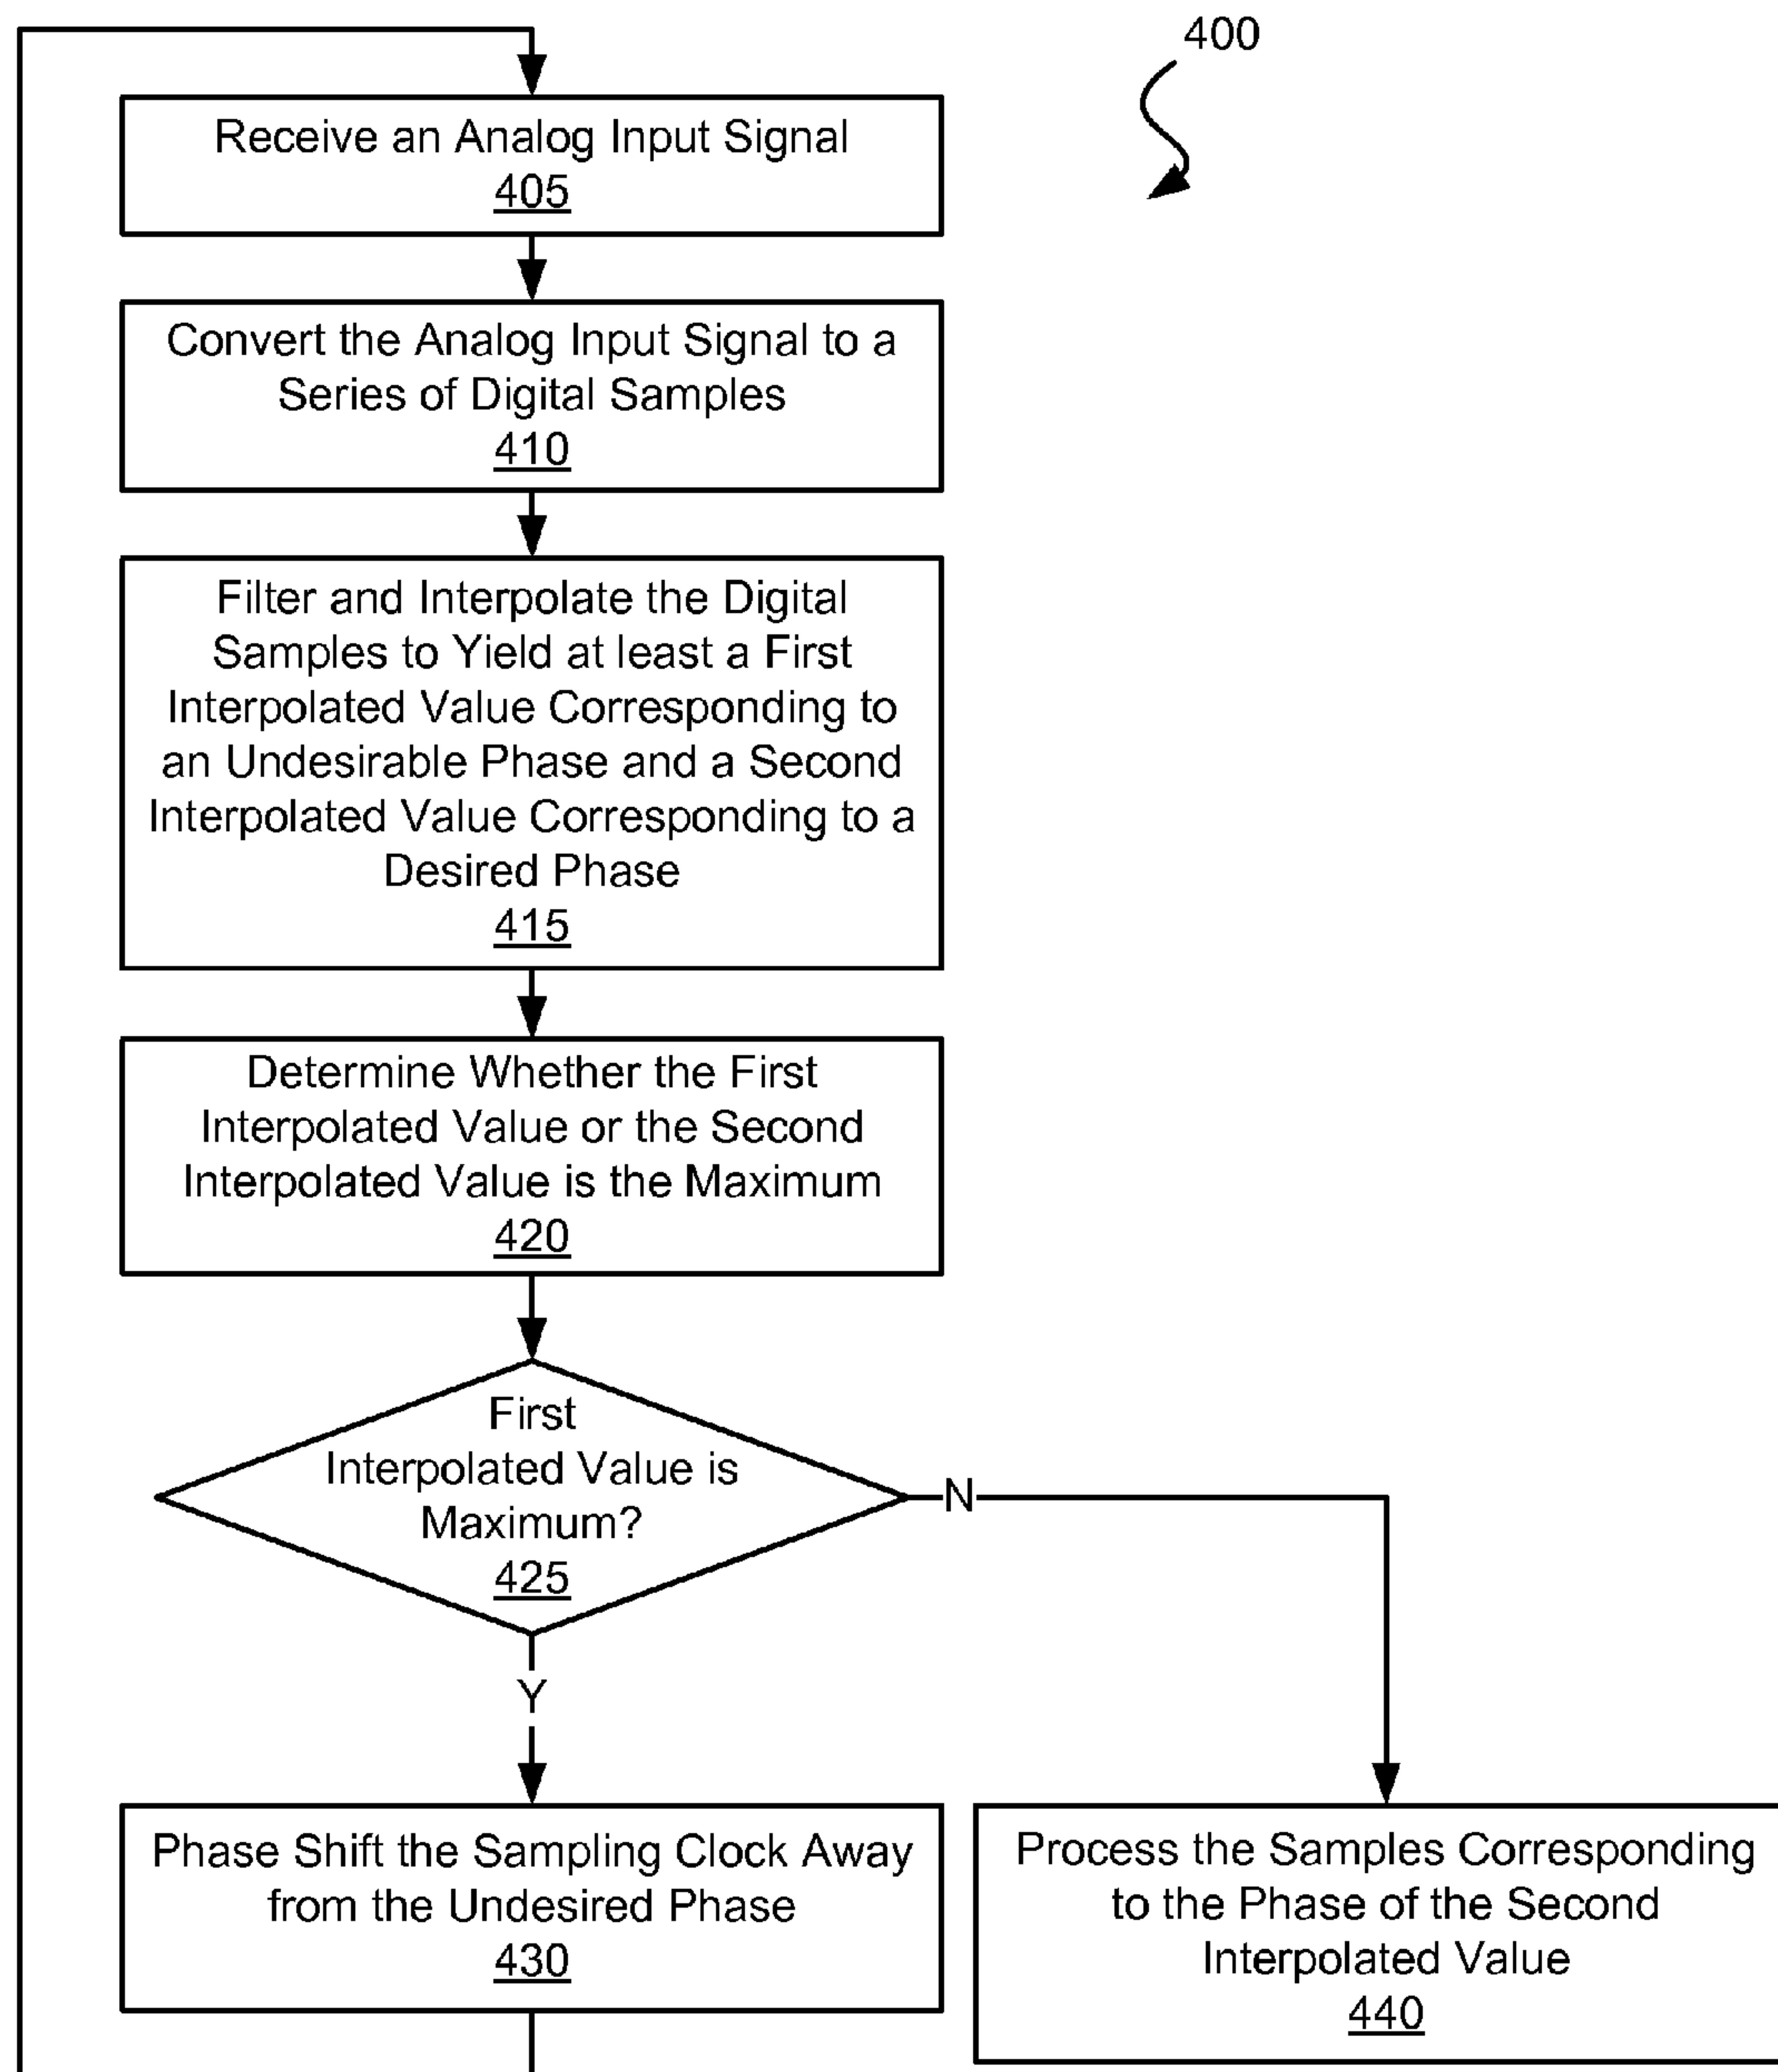 400
Receive an Analog Input Signal
405
Convert the Analog Input Signal to a
Series of Digital Samples
410
Filter and Interpolate the Digital
Samples to Yield at least a First
Interpolated Value Corresponding to
an Undesirable Phase and a Second
Interpolated Value Corresponding to a
Desired Phase
415
Determine Whether the First
Interpolated Value or the Second
Interpolated Value is the Maximum
420
First
Interpolated Value is
Maximum?
425
N
Y
Phase Shift the Sampling Clock Away
from the Undesired Phase
430
Process the Samples Corresponding
to the Phase of the Second
Interpolated Value
440